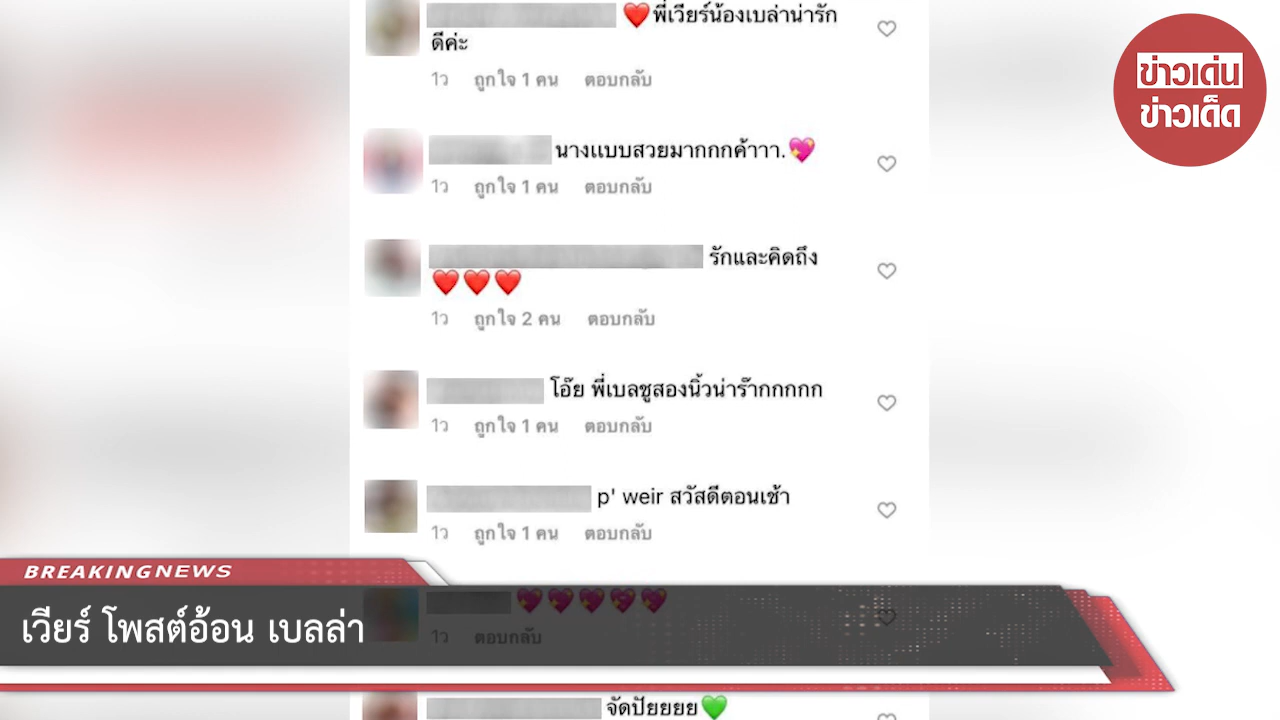 ❤️พี่เวียร์น้องเบล่าน่ารัก
ดีค่ะ
1ว ถูกใจ 1 คน ตอบกลับ
ข่าวเด่น
ข่าวเด็ด
นางแบบสวยมากกกค้าาา.💖
1ว ถูกใจ 1 คน ตอบกลับ
รักและคิดถึง
❤️❤️❤️
1ว ถูกใจ 2 คน ตอบกลับ
โอ๊ย พี่เบลชูสองนิ้วน่าร๊ากกกกก
1ว ถูกใจ 1 คน ตอบกลับ
p' weir สวัสดีตอนเช้า
1ว ถูกใจ 1 คน ตอบกลับ
BREAKINGNEWS
💖💖💖💖💖
เวียร์ โพสต์อ้อน เบลล่า
1ว ตอบกลับ
จัดปัยยยย💚